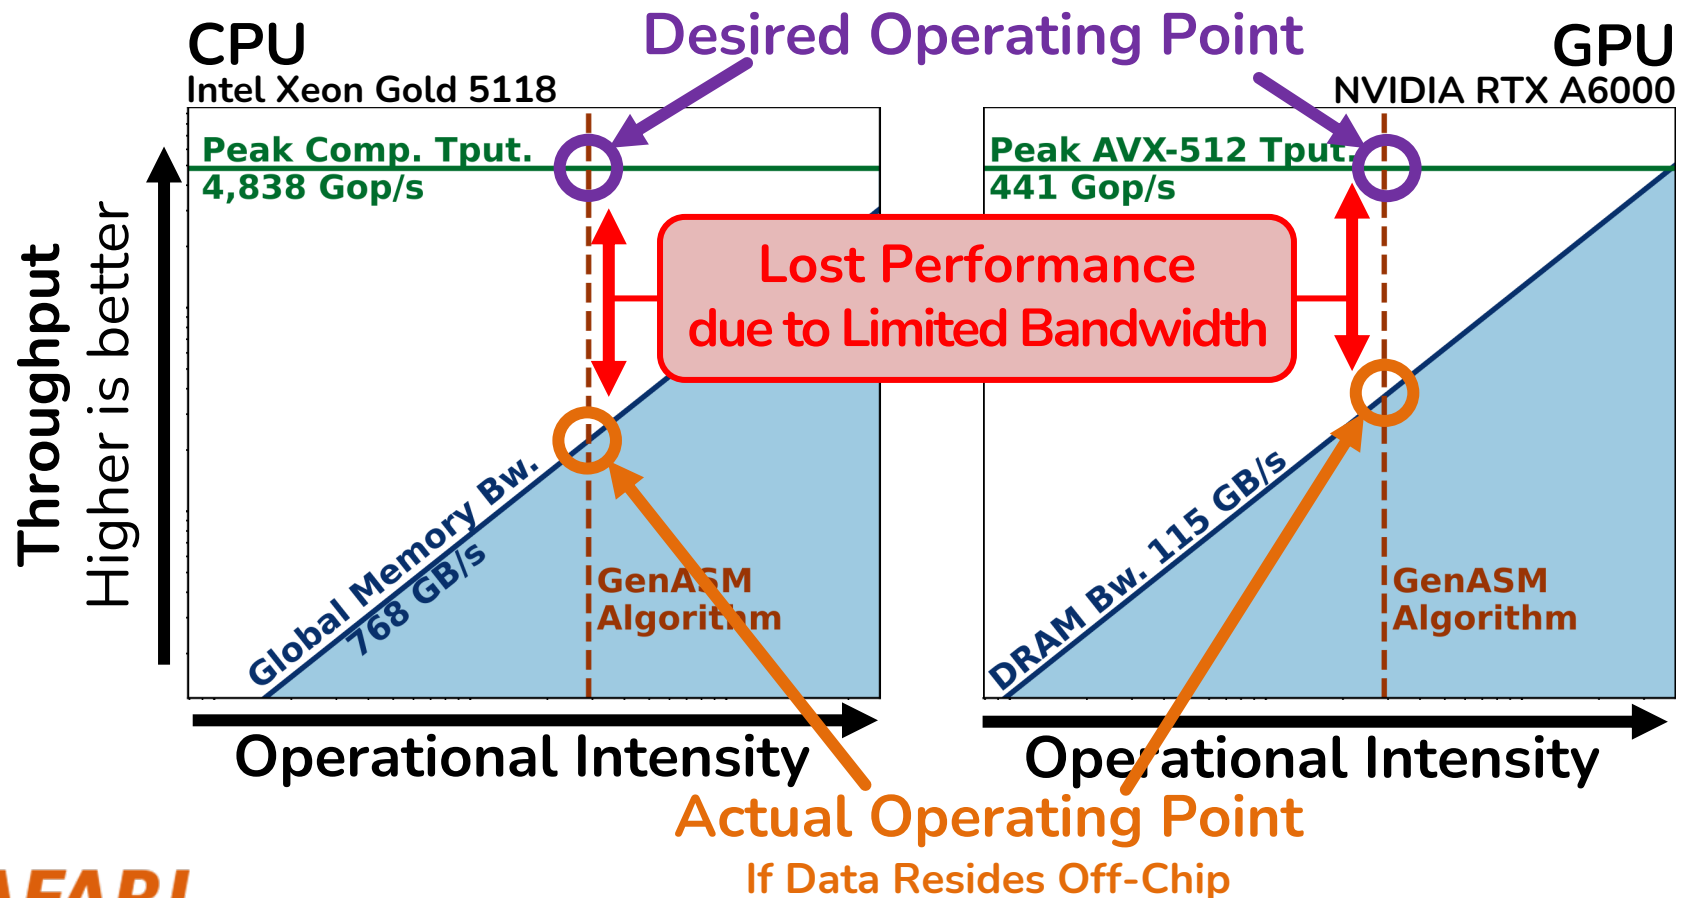 Desired Operating Point
CPU
Intel Xeon Gold 5118
GPU
NVIDIA RTX A6000
Peak Comp. Tput.
4,838 Gop/s
Peak AVX-512 Tput.
441 Gop/s
Lost Performance
due to Limited Bandwidth
Throughput
Higher is better
Global Memory Bw.
768 GB/s
GenASM
Algorithm
DRAM Bw. 115 GB/s
GenASM
Algorithm
Operational Intensity
Operational Intensity
Actual Operating Point
If Data Resides Off-Chip